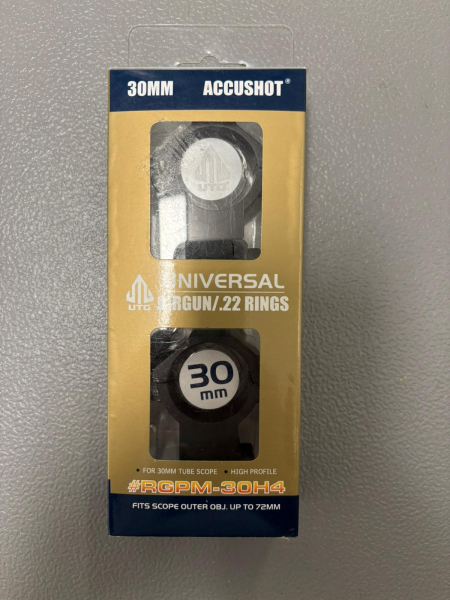 30MM ACCUSHOT®
UTG
UNIVERSAL
UTG AIRGUN/.22 RINGS
30
mm
• FOR 30MM TUBE SCOPE • HIGH PROFILE
#RGPM-30H4
FITS SCOPE OUTER OBJ. UP TO 72MM